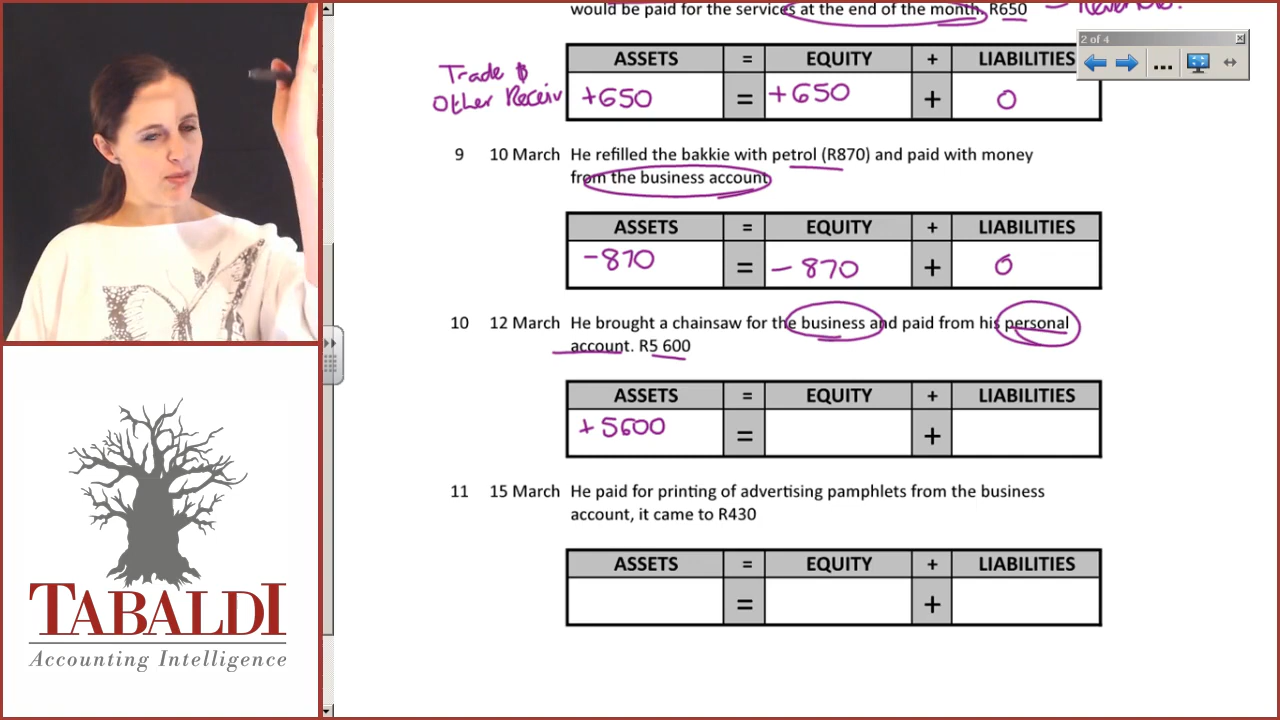 would be paid for the services at the end of the month. R650
2 of 4
ASSETS = EQUITY + LIABILITIES
Trade &
Other Receiv
+650 = +650 + 0
9 10 March He refilled the bakkie with petrol (R870) and paid with money
from the business account
ASSETS = EQUITY + LIABILITIES
-870 = - 870 + 0
10 12 March He brought a chainsaw for the business and paid from his personal
account. R5 600
ASSETS = EQUITY + LIABILITIES
+5600 = +
11 15 March He paid for printing of advertising pamphlets from the business
account, it came to R430
ASSETS = EQUITY + LIABILITIES
= +
TABALDI
Accounting Intelligence